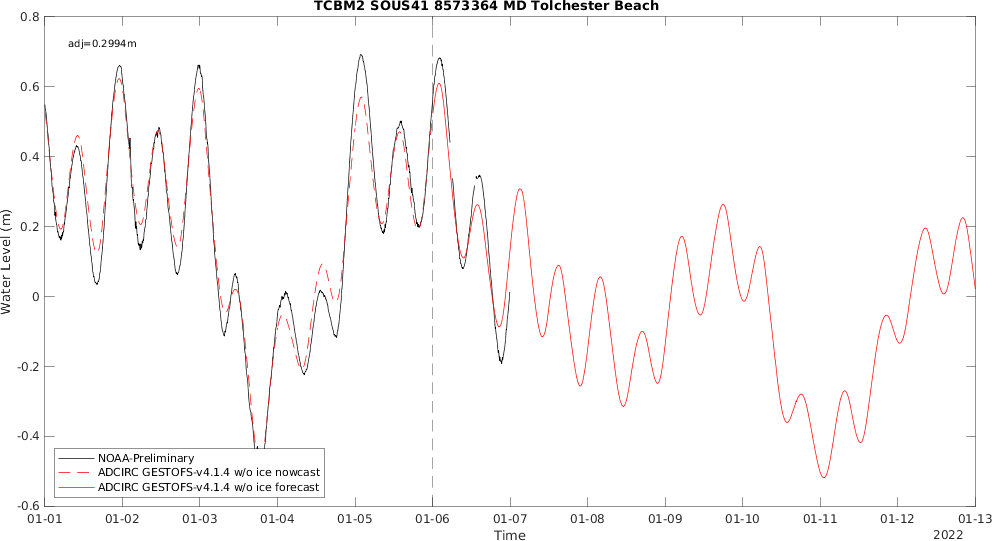 TCBM2 SOUS41 8573364 MD Tolchester Beach
adj=0.2994m
Water Level (m)
0.8
0.6
0.4
0.2
0
-0.2
-0.4
-0.6
NOAA-Preliminary
ADCIRC GESTOFS-v4.1.4 w/o ice nowcast
ADCIRC GESTOFS-v4.1.4 w/o ice forecast
01-01 01-02 01-03 01-04 01-05 01-06 01-07 01-08 01-09 01-10 01-11 01-12 01-13
Time
2022